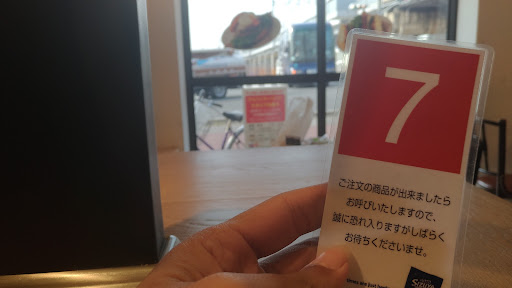 7
ご注文の商品が出来ましたら
お呼びいたしますので、
誠に恐れ入りますがしばらく
お待ちくださいませ。